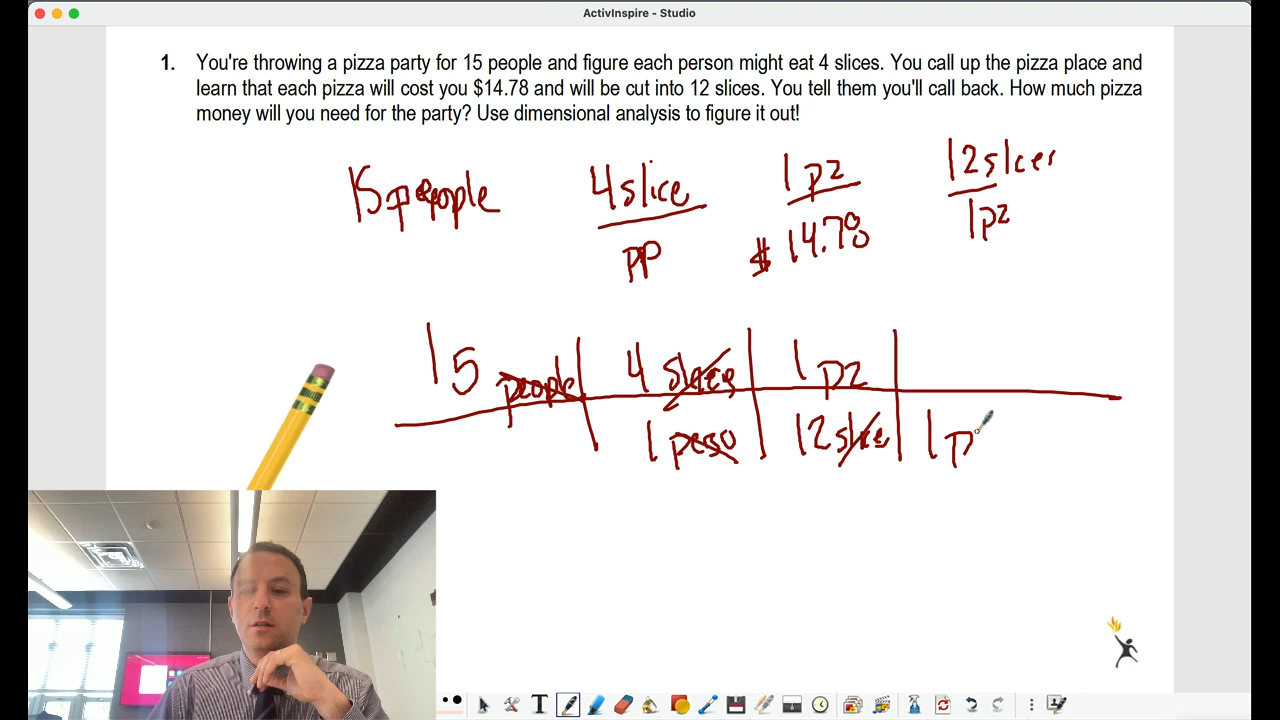 ActivInspire - Studio
1. You're throwing a pizza party for 15 people and figure each person might eat 4 slices. You call up the pizza place and
learn that each pizza will cost you $14.78 and will be cut into 12 slices. You tell them you'll call back. How much pizza
money will you need for the party? Use dimensional analysis to figure it out!
15 people 4 slice 1 pz 12 slices
pp $14.78 1pz
15 people 4 slices 1 pz
1 12 slice 1 p
T